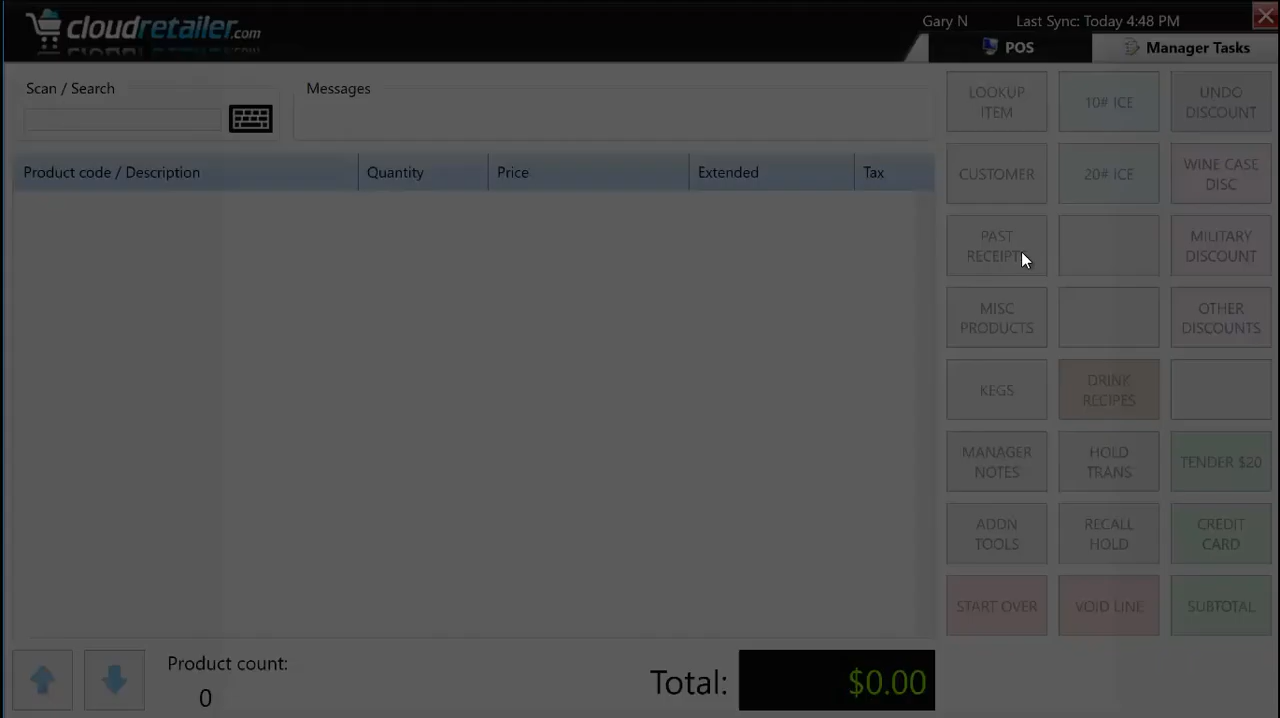 cloudretailer.com
Gary N
Last Sync: Today 4:48 PM
POS
Manager Tasks
Scan / Search
Messages
Product code / Description
Quantity
Price
Extended
Tax
LOOKUP
ITEM
10# ICE
UNDO
DISCOUNT
CUSTOMER
20# ICE
WINE CASE
DISC
PAST
RECEIPTS
MILITARY
DISCOUNT
MISC
PRODUCTS
OTHER
DISCOUNTS
KEGS
DRINK
RECIPES
MANAGER
NOTES
HOLD
TRANS
TENDER $20
ADDN
TOOLS
RECALL
HOLD
CREDIT
CARD
START OVER
VOID LINE
SUBTOTAL
Product count:
0
Total:
$0.00